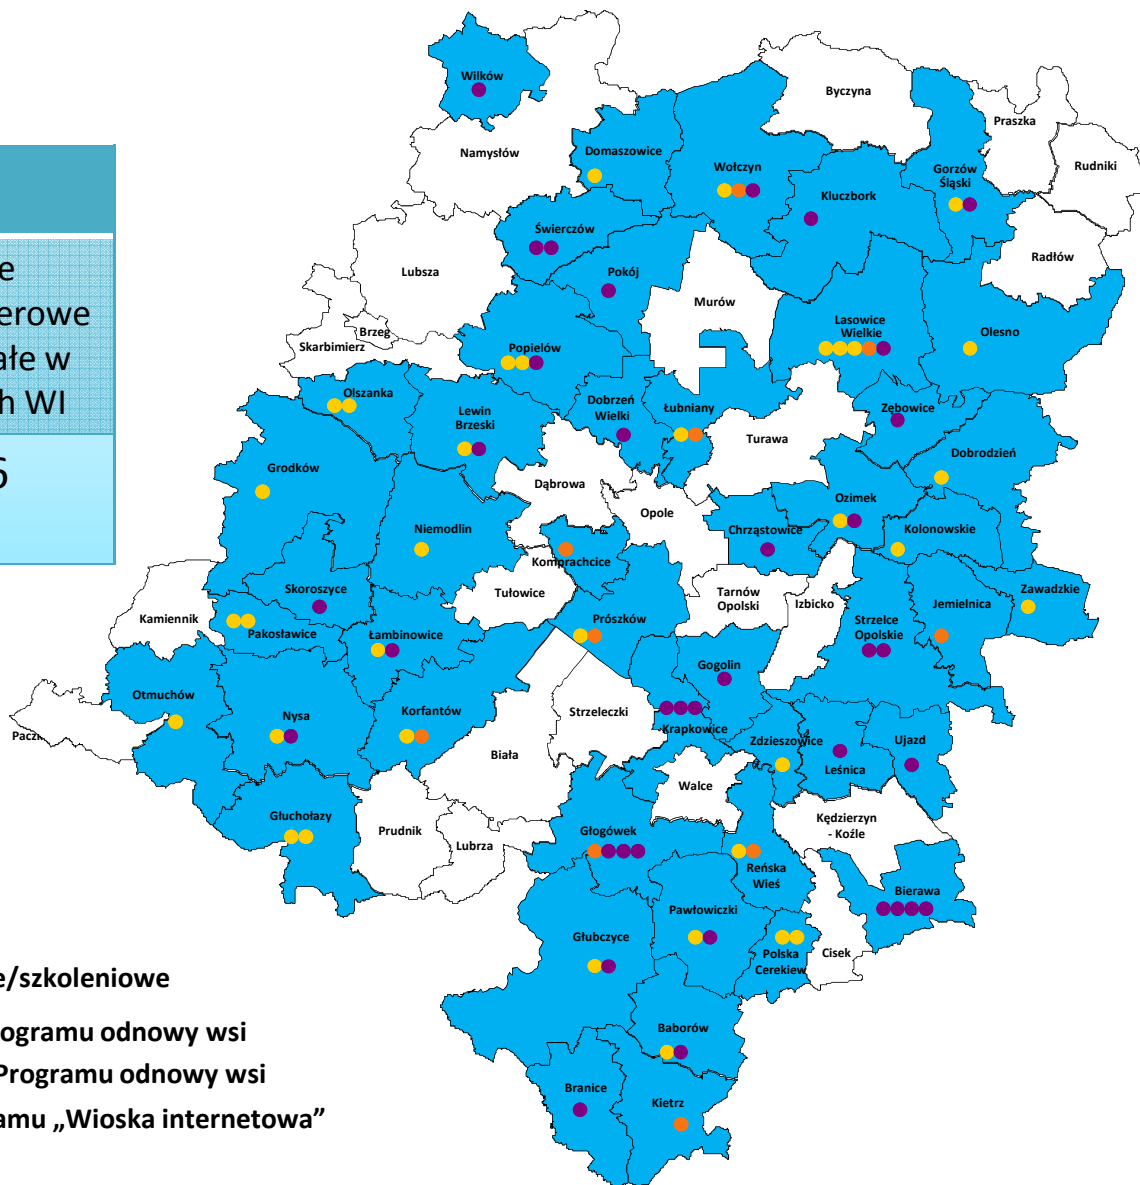 Wilków
Byczyna
Praszka
Namysłów
Domaszowice
Wołczyn
Kluczbork
Gorzów
Śląski
Rudniki
Świerczów
Lubsza
Pokój
Radłów
Murów
Brzeg
Skarbimierz
Popielów
Lasowice
Wielkie
Olesno
Olszanka
Lewin
Brzeski
Dobrzeń
Wielki
Łubniany
Zębowice
Turawa
Dobrodzień
Grodków
Dąbrowa
Opole
Ozimek
Niemodlin
Chrząstowice
Kolonowskie
Komprachcice
Skoroszyce
Tułowice
Tarnów
Opolski
Izbicko
Jemielnica
Zawadzkie
Kamiennik
Pakosławice
Łambinowice
Prószków
Strzelce
Opolskie
Gogolin
Otmuchów
Nysa
Korfantów
Strzeleczki
Krapkowice
Zdzieszowice
Ujazd
Leśnica
Biała
Walce
Głuchołazy
Prudnik
Lubrza
Głogówek
Kędzierzyn
- Koźle
Reńska
Wieś
Bierawa
Pawłowiczki
Głubczyce
Polska
Cerekiew
Cisek
Baborów
Branice
Kietrz
e
erowe
ałe w
h WI
6
e/szkoleniowe
ogramu odnowy wsi
Programu odnowy wsi
amu „Wioska internetowa”